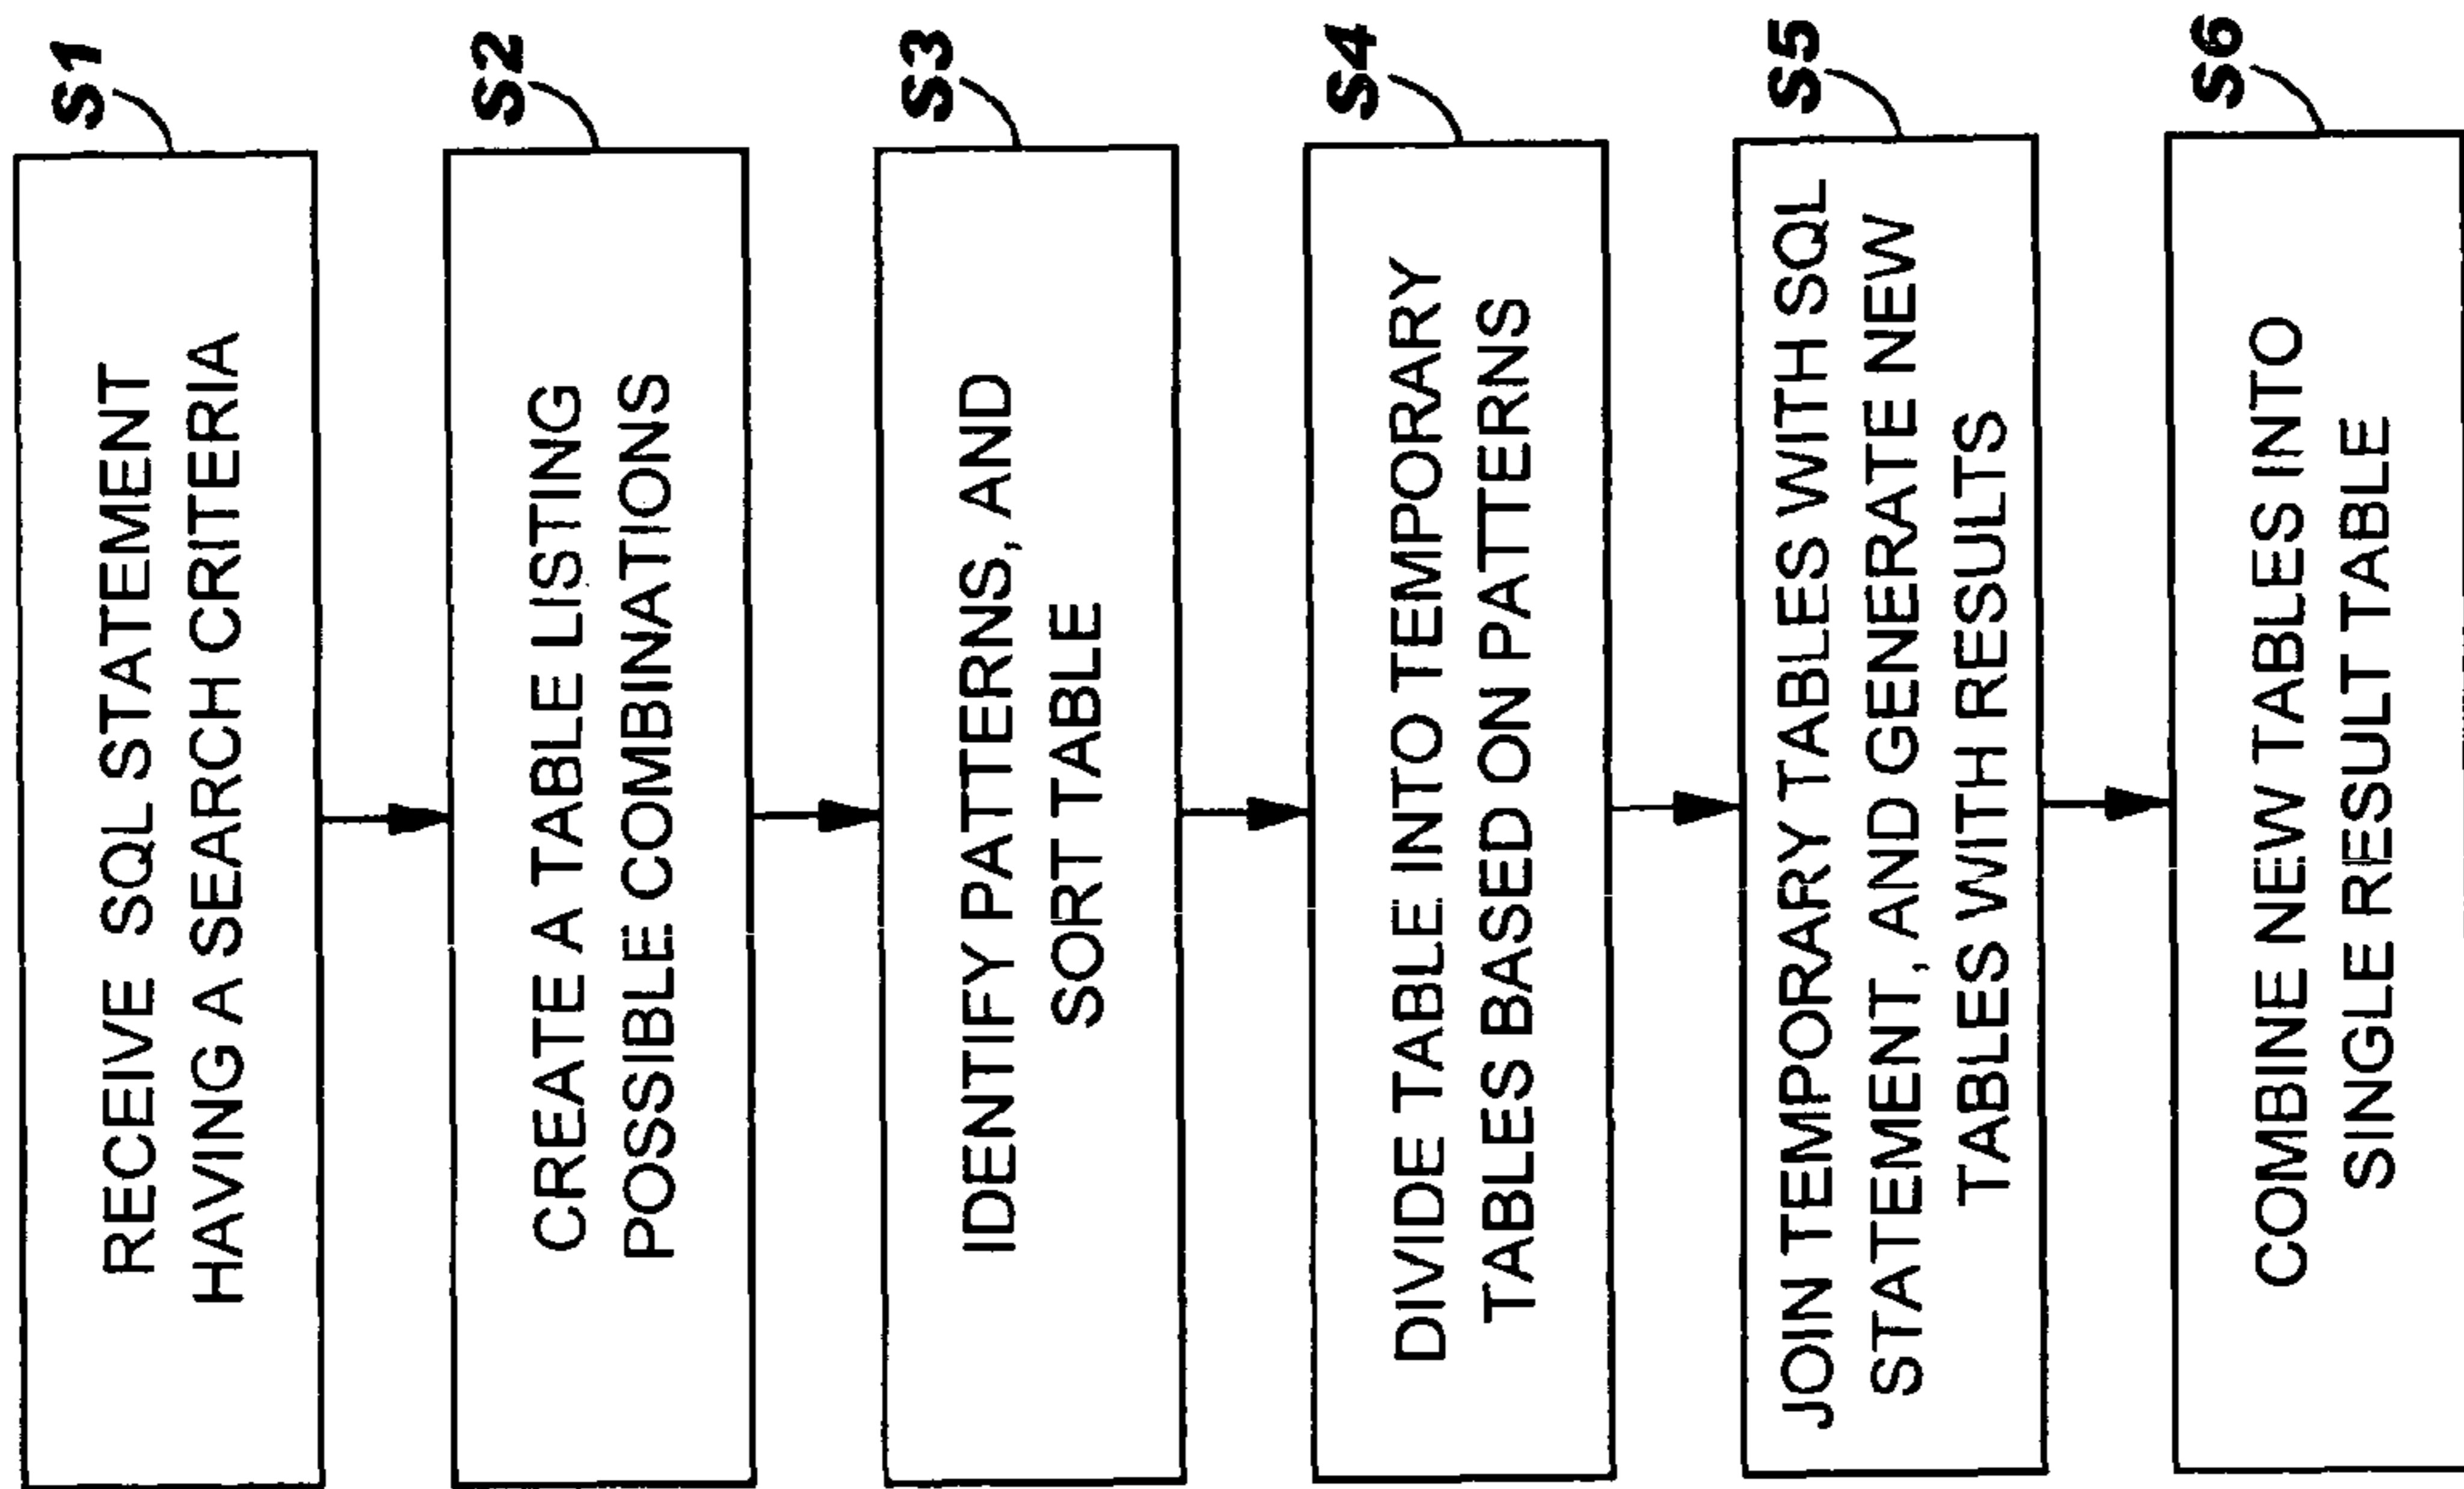 S1
RECEIVE SQL STATEMENT
HAVING A SEARCH CRITERIA
S2
CREATE A TABLE LISTING
POSSIBLE COMBINATIONS
S3
IDENTIFY PATTERNS, AND
SORT TABLE
S4
DIVIDE TABLE INTO TEMPORARY
TABLES BASED ON PATTERNS
S5
JOIN TEMPORARY TABLES WITH SQL
STATEMENT, AND GENERATE NEW
TABLES WITH RESULTS
S6
COMBINE NEW TABLES INTO
SINGLE RESULT TABLE